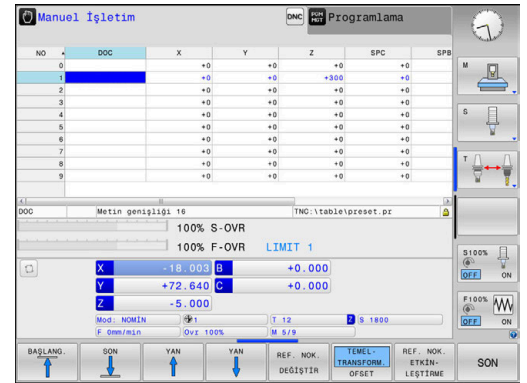 Manuel İşletim DNC PGM MGT Programlama
NO DOC X Y Z SPC SPB
0 +0 +0 +0 +0
1 +0 +0 +300 +0
2 +0 +0 +0 +0
3 +0 +0 +0 +0
4 +0 +0 +0 +0
5 +0 +0 +0 +0
6 +0 +0 +0 +0
7 +0 +0 +0 +0
8 +0 +0 +0 +0
9 +0 +0 +0 +0
DOC Metin genişliği 16 TNC:\table\preset.pr
100% S-OVR
100% F-OVR LIMIT 1
X -18.003 B +0.000
Y +72.640 C +0.000
Z -5.000
Mod: NOMİN 1 T 12 Z S 1800
F 0mm/min Ovr 100% M 5/9
M
S
T
S100%
OFF ON
F100%
OFF ON
BAŞLANG.
SON
YAN
YAN
REF. NOK.
DEĞİŞTİR
TEMEL-
TRANSFORM.
OFSET
REF. NOK.
ETKİN-
LEŞTİRME
SON